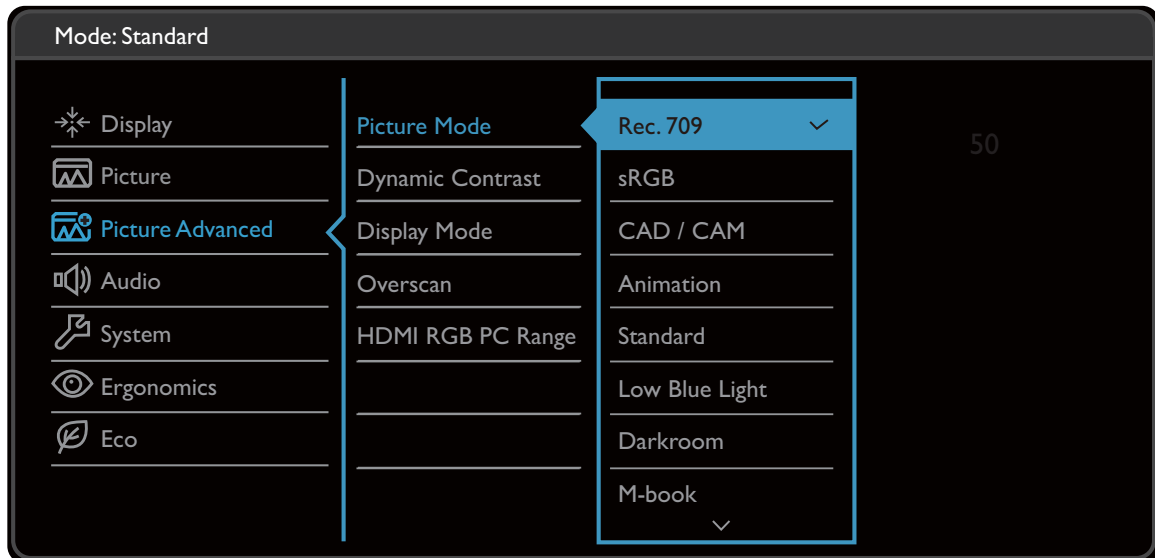 Mode: Standard
Display
Picture
Picture Advanced
Audio
System
Ergonomics
Eco
Picture Mode
Dynamic Contrast
Display Mode
Overscan
HDMI RGB PC Range
Rec. 709
sRGB
CAD / CAM
Animation
Standard
Low Blue Light
Darkroom
M-book
50